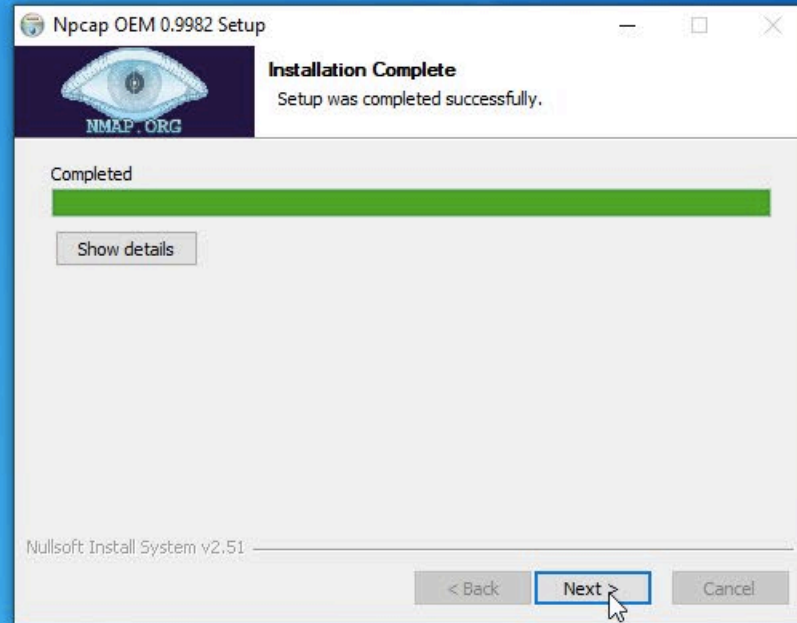 Npcap OEM 0.9982 Setup
NMAP.ORG
Installation Complete
Setup was completed successfully.
Completed
Show details
Nullsoft Install System v2.51
< Back
Next >
Cancel